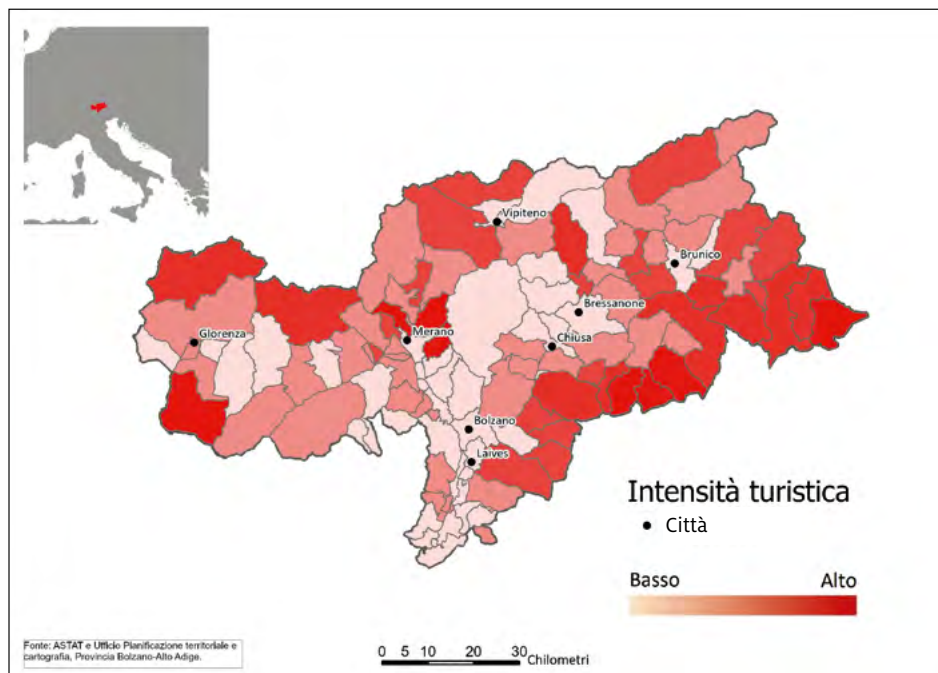 Vipiteno
Brunico
Bressanone
Glorenza
Merano
Chiusa
Bolzano
Laives
Intensità turistica
Città
Basso Alto
Fonte: ASTAT e Ufficio Pianificazione territoriale e
cartografia, Provincia Bolzano-Alto Adige.
0 5 10 20 30
Chilometri